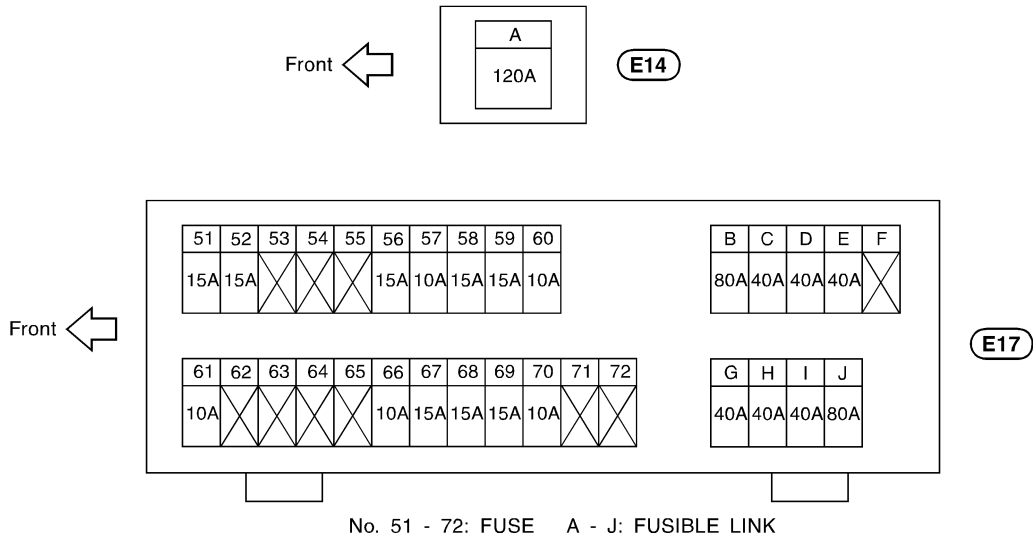 A
Front 120A E14
51 52 53 54 55 56 57 58 59 60 B C D E F
15A 15A 15A 10A 15A 15A 10A 80A 40A 40A 40A
Front E17
61 62 63 64 65 66 67 68 69 70 71 72 G H I J
10A 10A 15A 15A 15A 10A 40A 40A 40A 80A
No. 51 - 72: FUSE A - J: FUSIBLE LINK